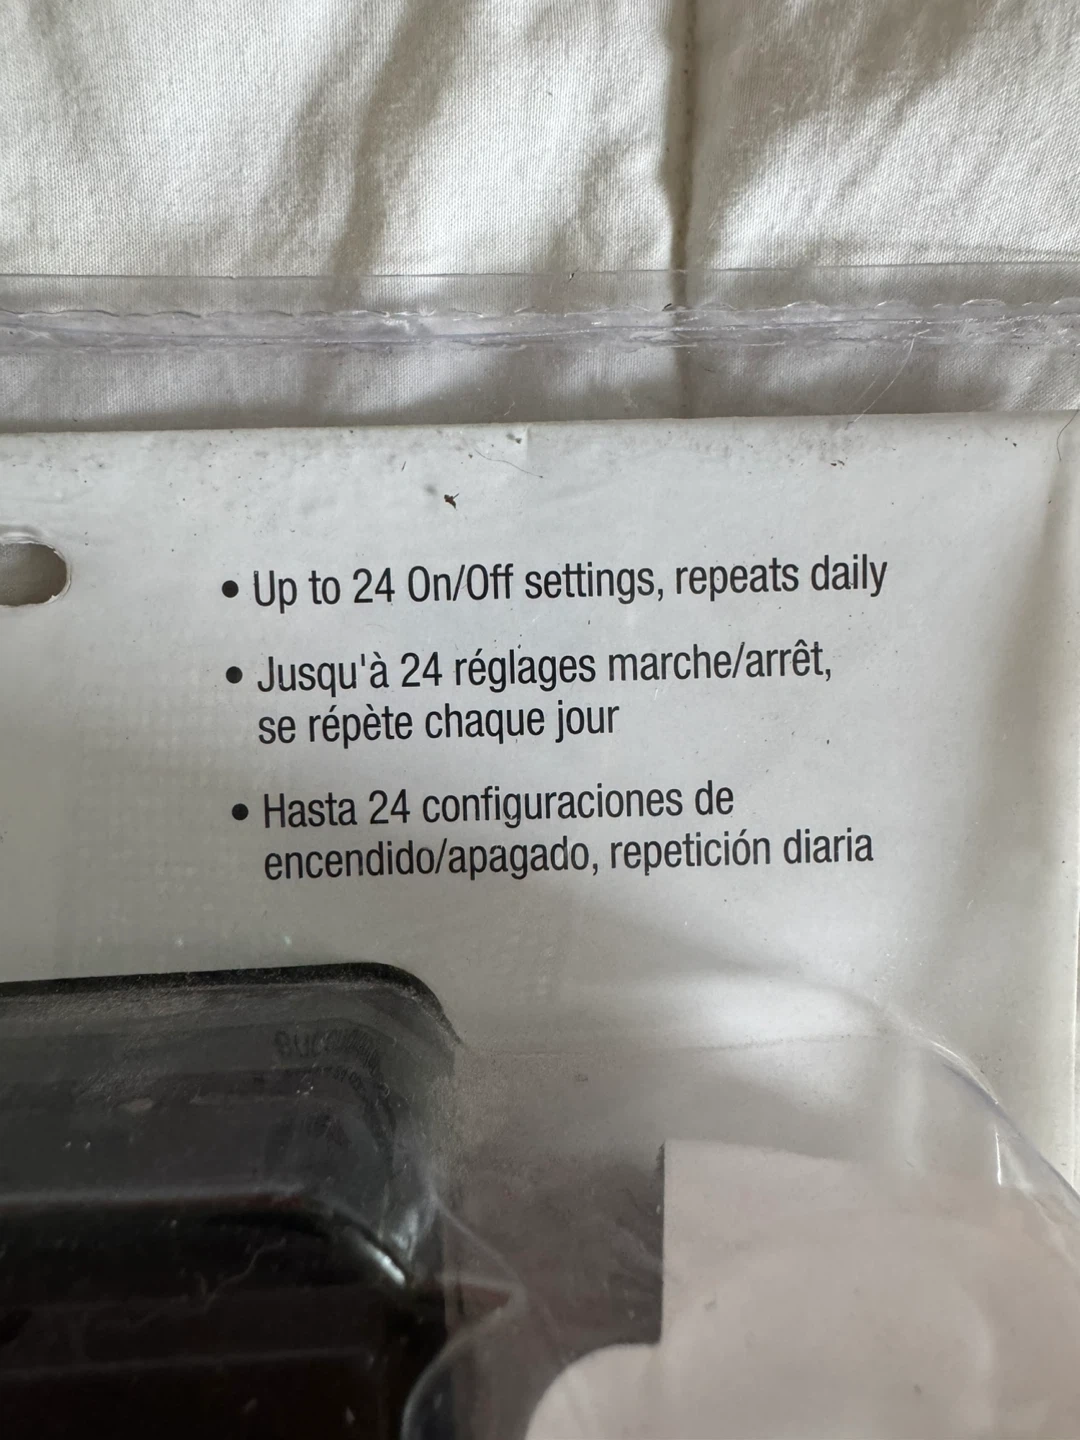 • Up to 24 On/Off settings, repeats daily
• Jusqu'à 24 réglages marche/arrêt,
se répète chaque jour
• Hasta 24 configuraciones de
encendido/apagado, repetición diaria